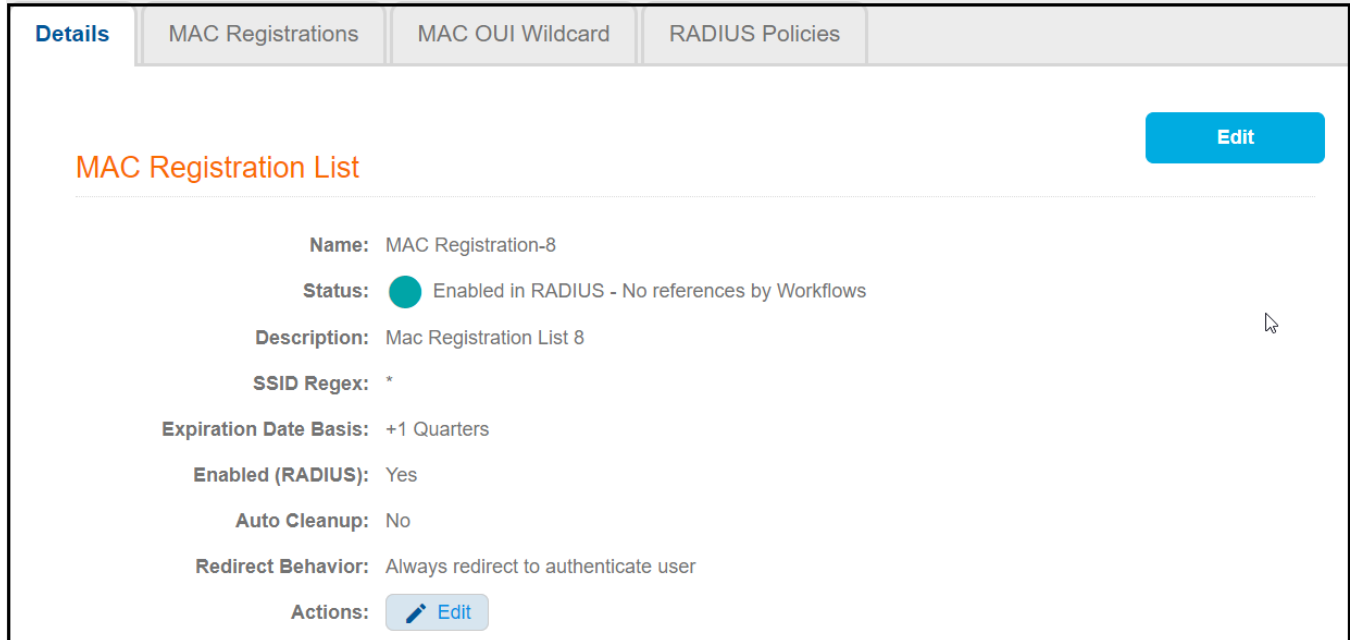 Details MAC Registrations MAC OUI Wildcard RADIUS Policies
Edit
MAC Registration List
Name: MAC Registration-8
Status: Enabled in RADIUS - No references by Workflows
Description: Mac Registration List 8
SSID Regex: *
Expiration Date Basis: +1 Quarters
Enabled (RADIUS): Yes
Auto Cleanup: No
Redirect Behavior: Always redirect to authenticate user
Actions: Edit